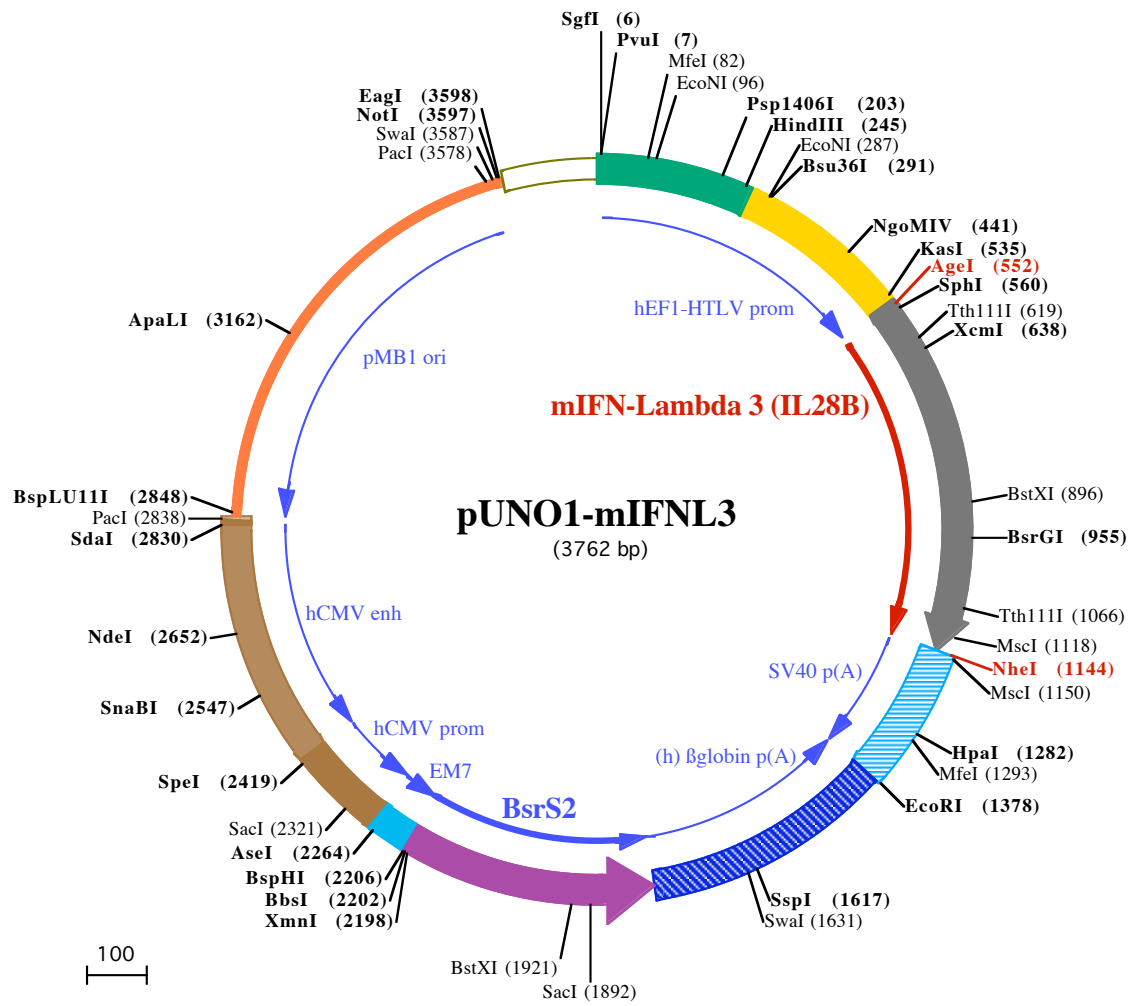 SgfI (6)
PvuI (7)
MfeI (82)
EcoNI (96)
Psp1406I (203)
HindIII (245)
EcoNI (287)
Bsu36I (291)
NgoMIV (441)
KasI (535)
AgeI (552)
SphI (560)
Tth111I (619)
XcmI (638)
BstXI (896)
BsrGI (955)
Tth111I (1066)
MscI (1118)
NheI (1144)
MscI (1150)
HpaI (1282)
MfeI (1293)
EcoRI (1378)
SspI (1617)
SwaI (1631)
SacI (1892)
BstXI (1921)
XmnI (2198)
BbsI (2202)
BspHI (2206)
AseI (2264)
SacI (2321)
SpeI (2419)
SnaBI (2547)
NdeI (2652)
SdaI (2830)
PacI (2838)
BspLU11I (2848)
ApaLI (3162)
PacI (3578)
SwaI (3587)
NotI (3597)
EagI (3598)
hEF1-HTLV prom
pMB1 ori
mIFN-Lambda 3 (IL28B)
pUNO1-mIFNL3
(3762 bp)
hCMV enh
SV40 p(A)
hCMV prom
(h) ßglobin p(A)
EM7
BsrS2
100